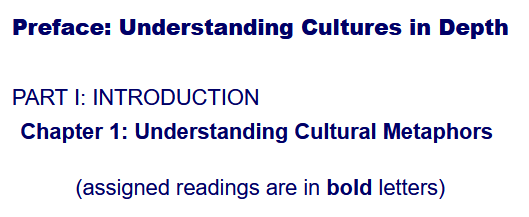 Preface: Understanding Cultures in Depth
PART I: INTRODUCTION
Chapter 1: Understanding Cultural Metaphors
(assigned readings are in bold letters)